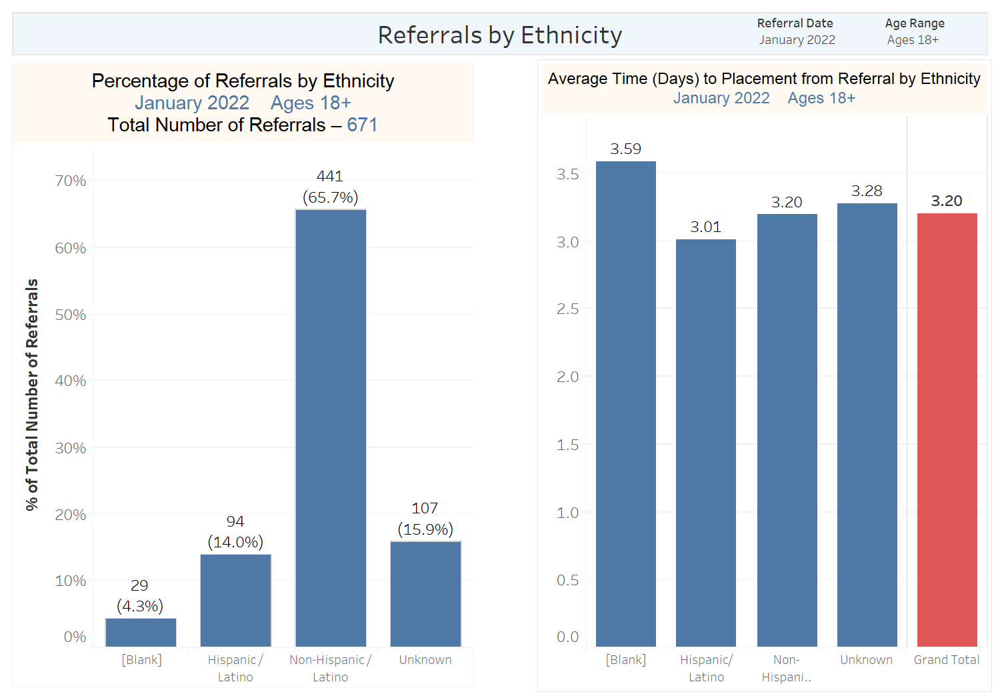 Referrals by Ethnicity
Referral Date
January 2022
Age Range
Ages 18+
Percentage of Referrals by Ethnicity
January 2022 Ages 18+
Total Number of Referrals – 671
% of Total Number of Referrals
70%
60%
50%
40%
30%
20%
10%
0%
29
(4.3%)
94
(14.0%)
441
(65.7%)
107
(15.9%)
[Blank]
Hispanic /
Latino
Non-Hispanic /
Latino
Unknown
Average Time (Days) to Placement from Referral by Ethnicity
January 2022 Ages 18+
3.5
3.0
2.5
2.0
1.5
1.0
0.5
0.0
3.59
3.01
3.20
3.28
3.20
[Blank]
Hispanic/
Latino
Non-
Hispani..
Unknown
Grand Total